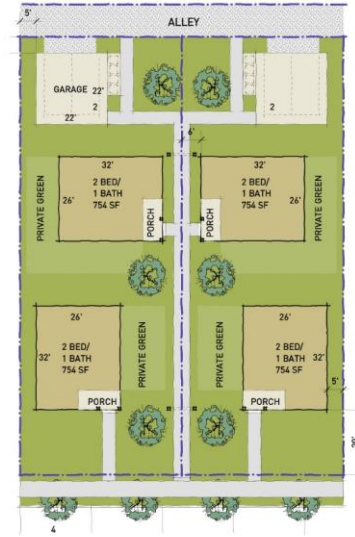 5'
ALLEY
GARAGE 22'
2
22'
2
6'
32'
32'
PRIVATE GREEN
26'
2 BED/
1 BATH
754 SF
PORCH
PORCH
2 BED/
1 BATH
754 SF
26'
PRIVATE GREEN
26'
26'
32'
2 BED/
1 BATH
754 SF
PRIVATE GREEN
PRIVATE GREEN
2 BED/
1 BATH
754 SF
32'
5'
PORCH
PORCH
4